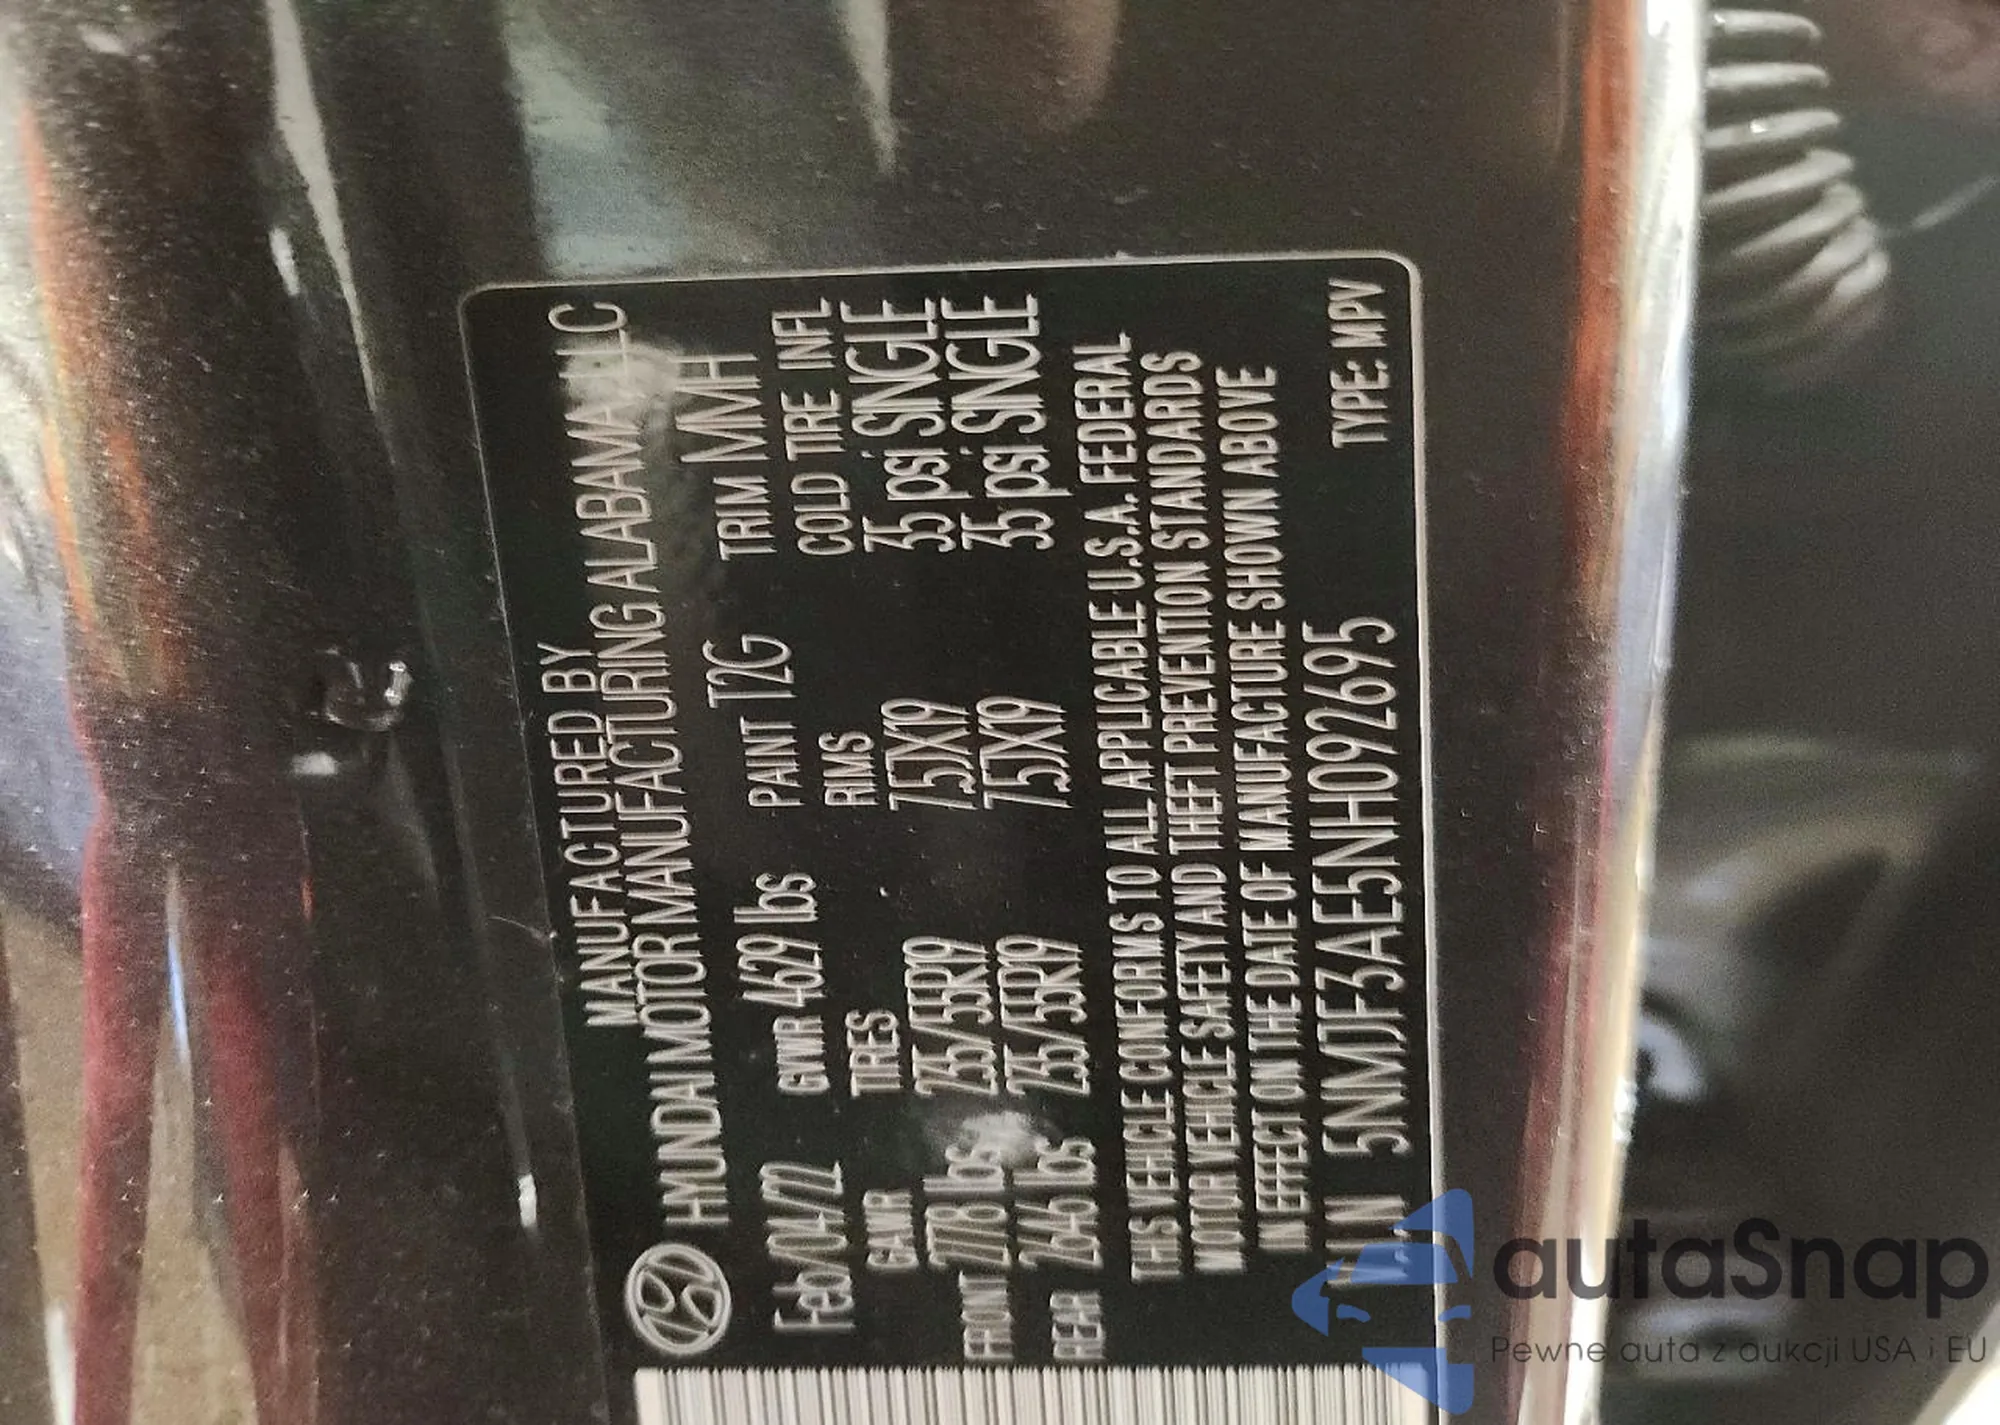 MANUFACTURED BY
HYUNDAI MOTOR MANUFACTURING ALABAMA, LLC
Feb/04/22 GVWR 4629 lbs PAINT T2G TRIM MMH
GAWR TIRES RIMS COLD TIRE INFL
FRONT 2778 lbs 235/55R19 7.5JX19 35 psi SINGLE
REAR 2646 lbs 235/55R19 7.5JX19 35 psi SINGLE
THIS VEHICLE CONFORMS TO ALL APPLICABLE U.S.A. FEDERAL
MOTOR VEHICLE SAFETY AND THEFT PREVENTION STANDARDS
IN EFFECT ON THE DATE OF MANUFACTURE SHOWN ABOVE
VIN 5NMJF3AE5NH092695 TYPE: MPV
autaSnap
Pewne auta z aukcji USA i EU